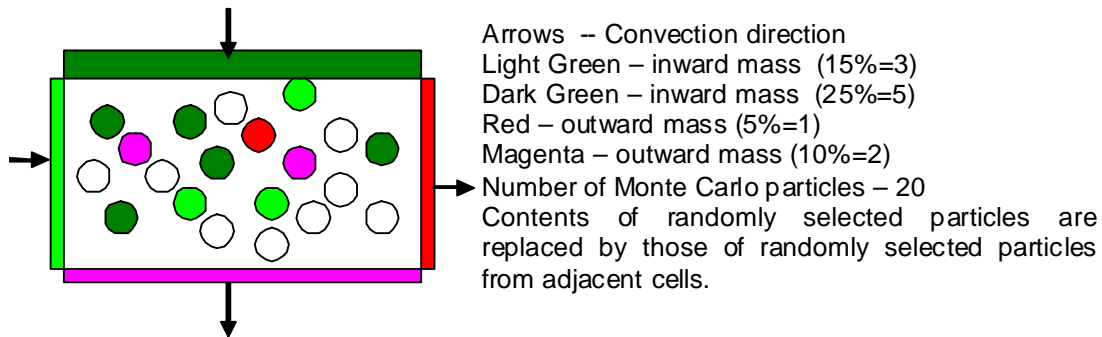 Arrows -- Convection direction
Light Green – inward mass (15%=3)
Dark Green – inward mass (25%=5)
Red – outward mass (5%=1)
Magenta – outward mass (10%=2)
Number of Monte Carlo particles – 20
Contents of randomly selected particles are
replaced by those of randomly selected particles
from adjacent cells.